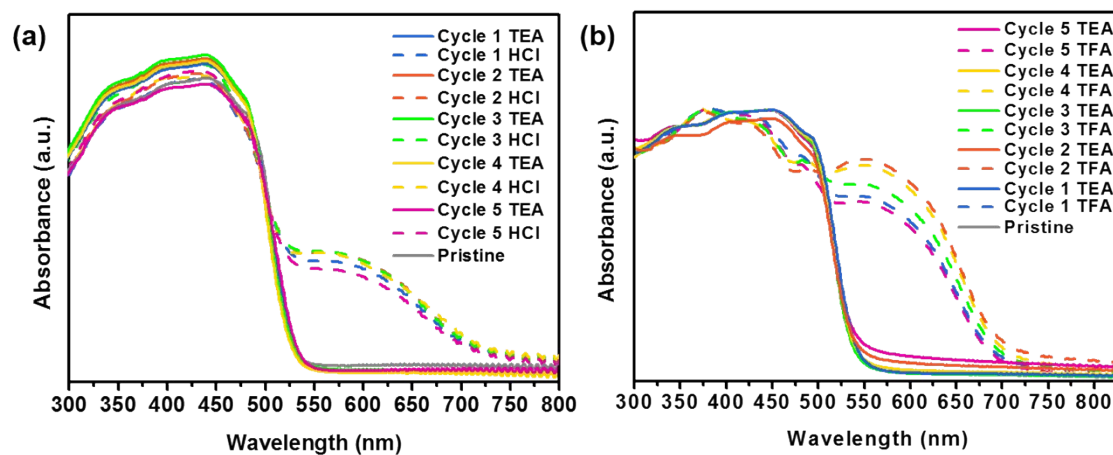 (a)
Cycle 1 TEA
Cycle 1 HCl
Cycle 2 TEA
Cycle 2 HCl
Cycle 3 TEA
Cycle 3 HCl
Cycle 4 TEA
Cycle 4 HCl
Cycle 5 TEA
Cycle 5 HCl
Pristine
Absorbance (a.u.)
300 350 400 450 500 550 600 650 700 750 800
Wavelength (nm)
(b)
Cycle 5 TEA
Cycle 5 TFA
Cycle 4 TEA
Cycle 4 TFA
Cycle 3 TEA
Cycle 3 TFA
Cycle 2 TEA
Cycle 2 TFA
Cycle 1 TEA
Cycle 1 TFA
Pristine
Absorbance (a.u.)
300 350 400 450 500 550 600 650 700 750 800
Wavelength (nm)